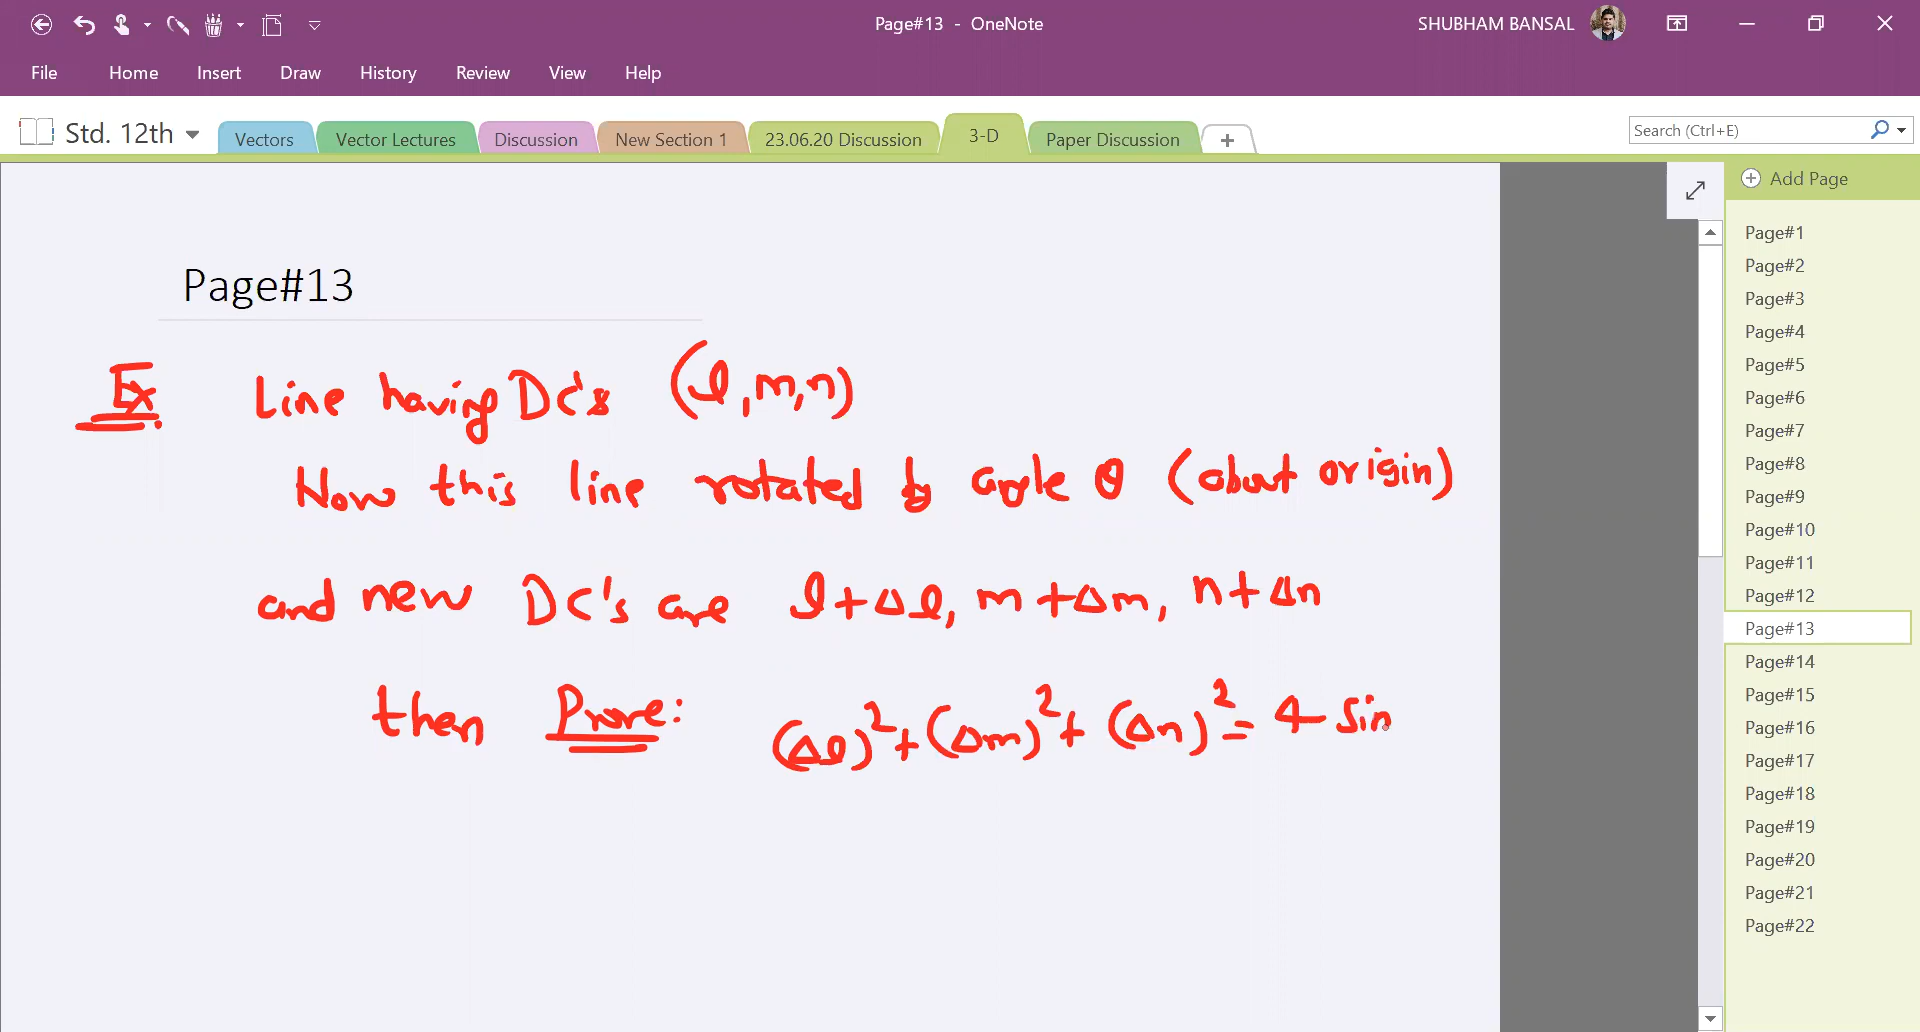 Page#13 - OneNote
SHUBHAM BANSAL
File Home Insert Draw History Review View Help
Std. 12th
Vectors Vector Lectures Discussion New Section 1 23.06.20 Discussion 3-D Paper Discussion +
Search (Ctrl+E)
Page#13
Ex. Line having DC's (l, m, n)
Now this line rotated by angle θ (about origin)
and new DC's are l+Δl, m+Δm, n+Δn
then Prove: (Δl)²+(Δm)²+(Δn)²= 4 sin
Add Page
Page#1
Page#2
Page#3
Page#4
Page#5
Page#6
Page#7
Page#8
Page#9
Page#10
Page#11
Page#12
Page#13
Page#14
Page#15
Page#16
Page#17
Page#18
Page#19
Page#20
Page#21
Page#22